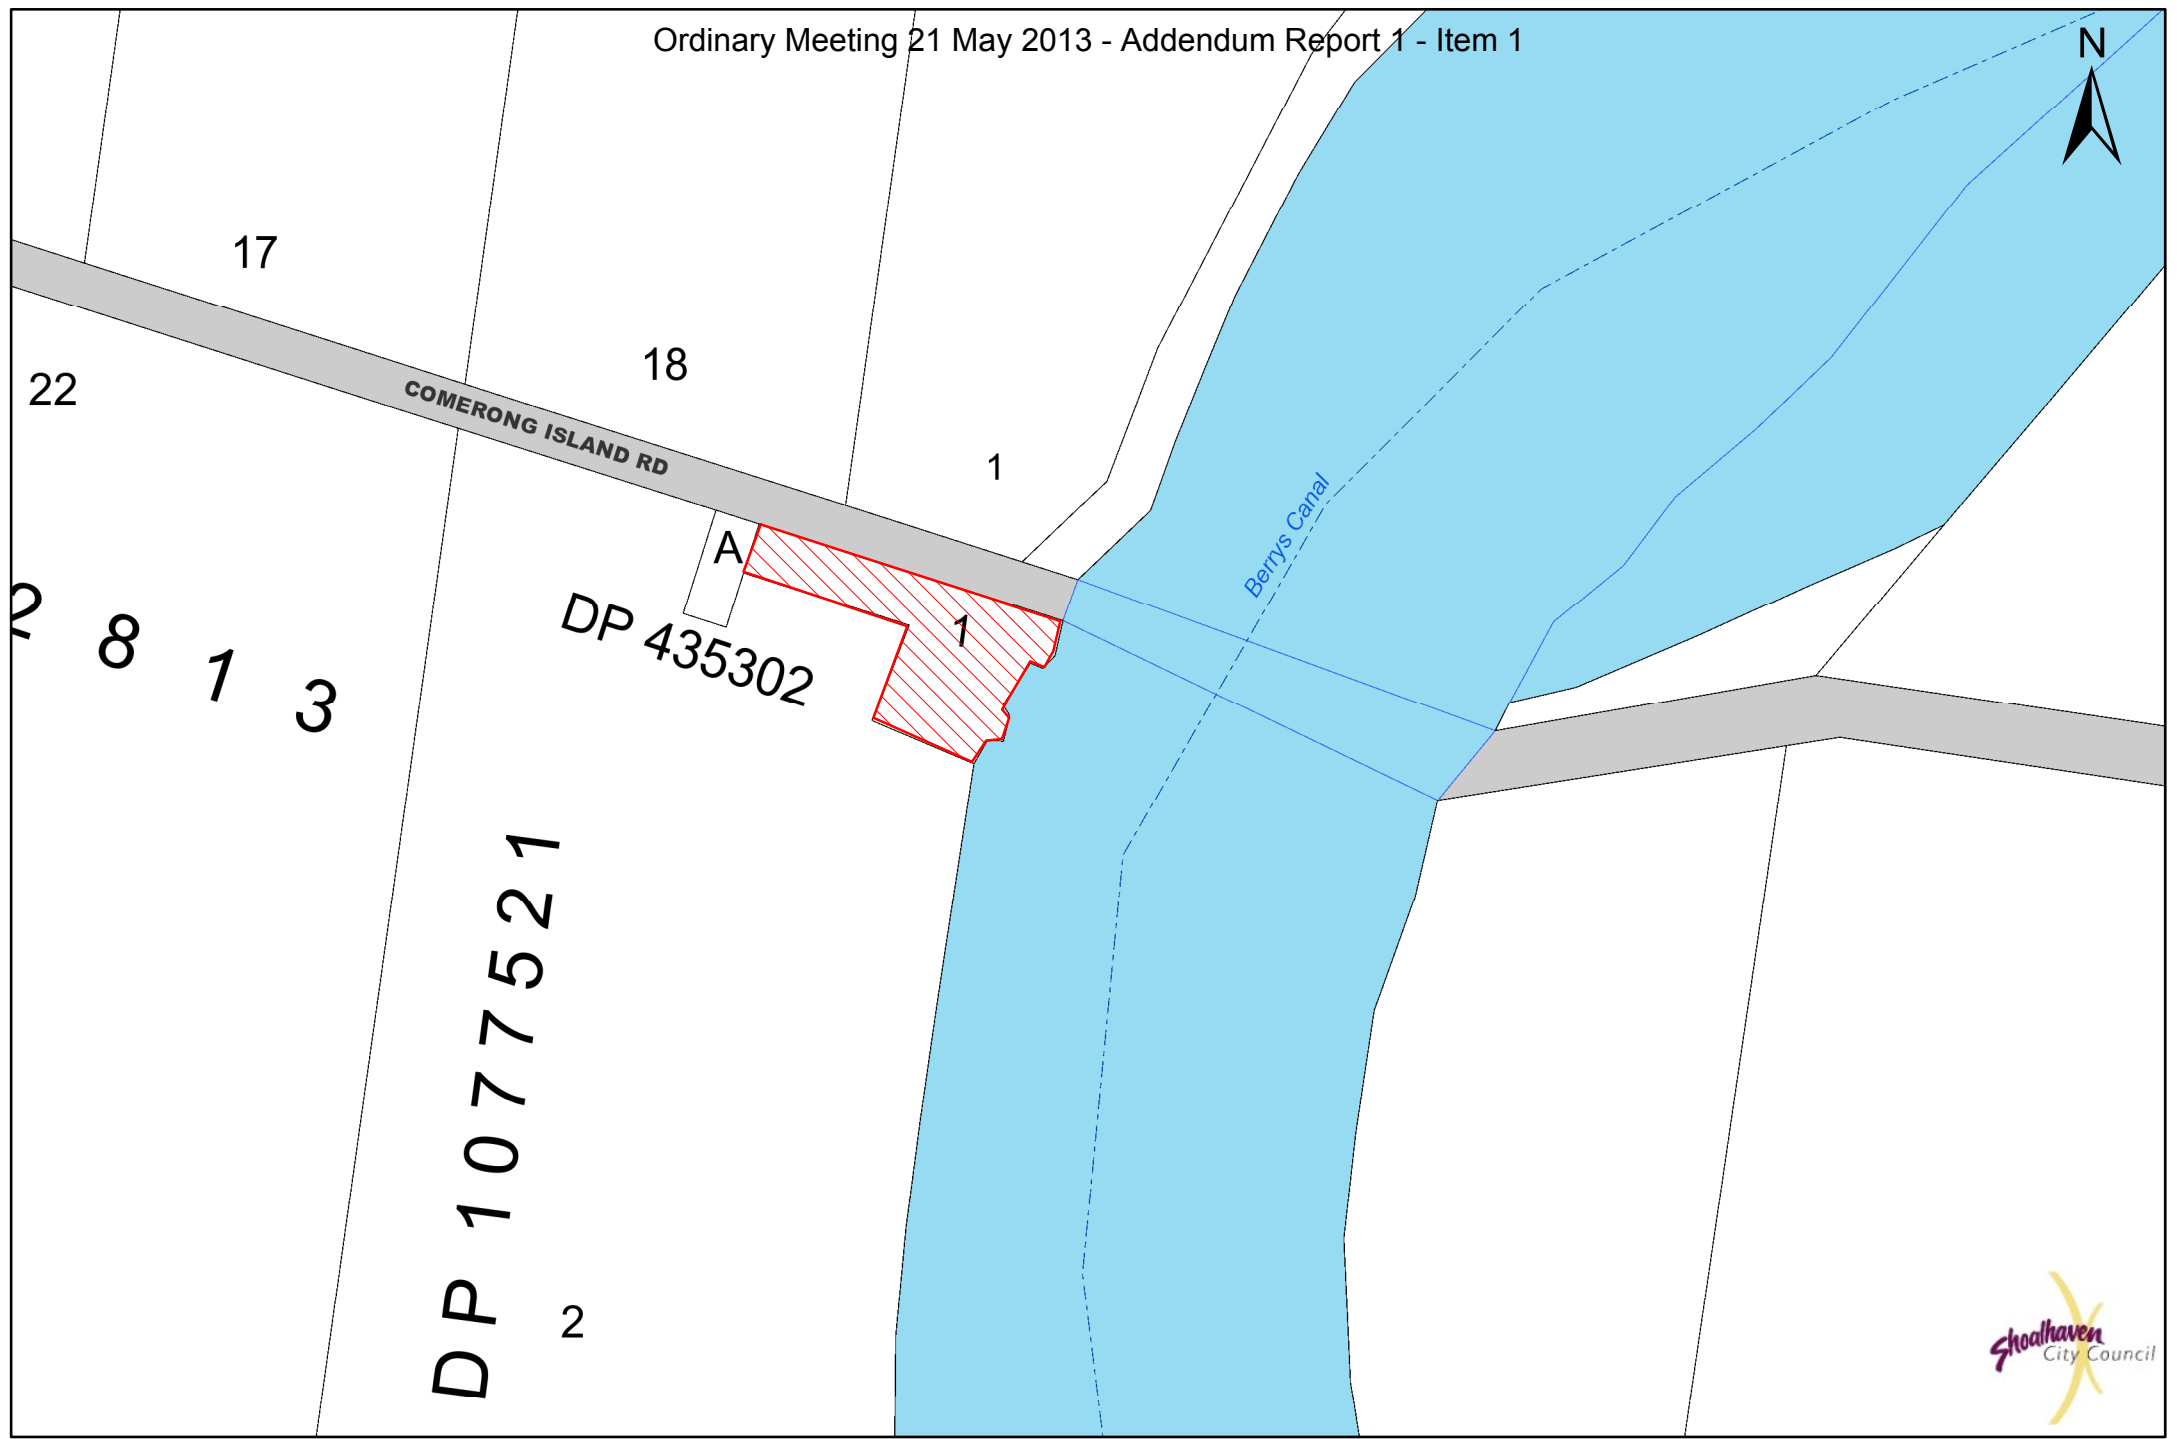 Ordinary Meeting 21 May 2013 - Addendum Report 1 - Item 1
N
17
18
22
COMERONG ISLAND RD
1
A
Berrys Canal
1
DP 435302
2 8 1 3
DP 1077521
2
Shoalhaven
City Council